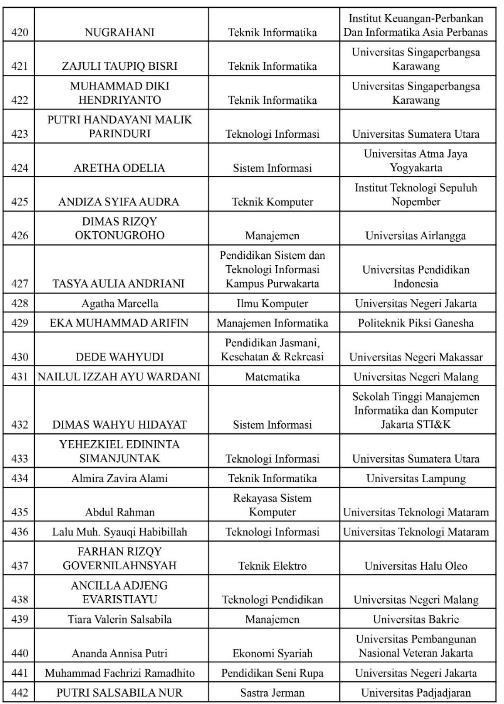 420 NUGRAHANI Teknik Informatika Institut Keuangan-Perbankan
Dan Informatika Asia Perbanas
421 ZAJULI TAUPIQ BISRI Teknik Informatika Universitas Singaperbangsa
Karawang
422 MUHAMMAD DIKI
HENDRIYANTO Teknik Informatika Universitas Singaperbangsa
Karawang
423 PUTRI HANDAYANI MALIK
PARINDURI Teknologi Informasi Universitas Sumatera Utara
424 ARETHA ODELIA Sistem Informasi Universitas Atma Jaya
Yogyakarta
425 ANDIZA SYIFA AUDRA Teknik Komputer Institut Teknologi Sepuluh
Nopember
426 DIMAS RIZQY
OKTONUGROHO Manajemen Universitas Airlangga
427 TASYA AULIA ANDRIANI Pendidikan Sistem dan
Teknologi Informasi
Kampus Purwakarta Universitas Pendidikan
Indonesia
428 Agatha Marcella Ilmu Komputer Universitas Negeri Jakarta
429 EKA MUHAMMAD ARIFIN Manajemen Informatika Politeknik Piksi Ganesha
430 DEDE WAHYUDI Pendidikan Jasmani,
Kesehatan & Rekreasi Universitas Negeri Makassar
431 NAILUL IZZAH AYU WARDANI Matematika Universitas Negeri Malang
432 DIMAS WAHYU HIDAYAT Sistem Informasi Sekolah Tinggi Manajemen
Informatika dan Komputer
Jakarta STI&K
433 YEHEZKIEL EDININTA
SIMANJUNTAK Teknologi Informasi Universitas Sumatera Utara
434 Almira Zavira Alami Teknik Informatika Universitas Lampung
435 Abdul Rahman Rekayasa Sistem
Komputer Universitas Teknologi Mataram
436 Lalu Muh. Syauqi Habibillah Teknologi Informasi Universitas Teknologi Mataram
437 FARHAN RIZQY
GOVERNILAHNSYAH Teknik Elektro Universitas Halu Oleo
438 ANCILLA ADJENG
EVARISTIAYU Teknologi Pendidikan Universitas Negeri Malang
439 Tiara Valerin Salsabila Manajemen Universitas Bakrie
440 Ananda Annisa Putri Ekonomi Syariah Universitas Pembangunan
Nasional Veteran Jakarta
441 Muhammad Fachrizi Ramadhito Pendidikan Seni Rupa Universitas Negeri Jakarta
442 PUTRI SALSABILA NUR Sastra Jerman Universitas Padjadjaran